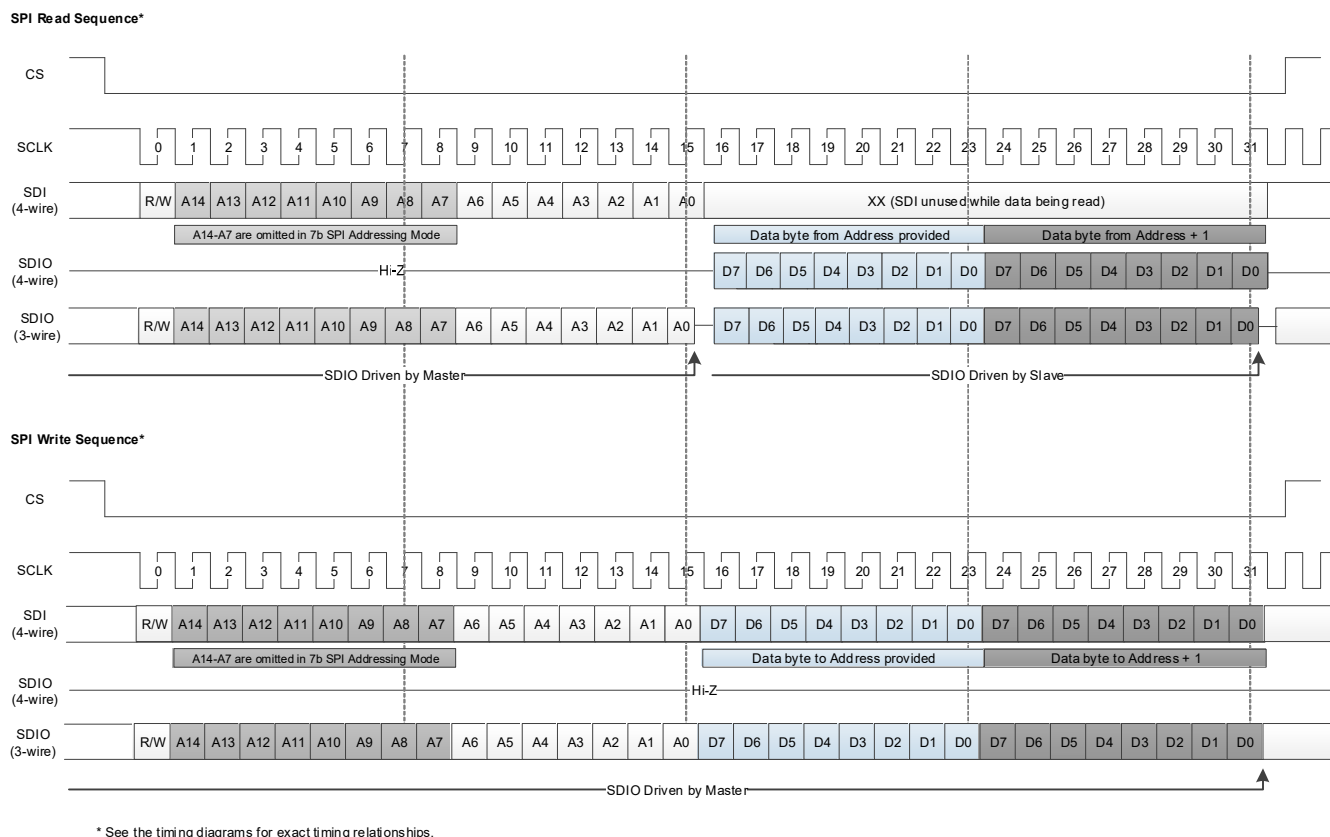 SPI Read Sequence*
CS
SCLK 0 1 2 3 4 5 6 7 8 9 10 11 12 13 14 15 16 17 18 19 20 21 22 23 24 25 26 27 28 29 30 31
SDI
(4-wire)
R/W A14 A13 A12 A11 A10 A9 A8 A7 A6 A5 A4 A3 A2 A1 A0 XX (SDI unused while data being read)
A14-A7 are omitted in 7b SPI Addressing Mode Data byte from Address provided Data byte from Address + 1
SDIO
(4-wire)
Hi-Z D7 D6 D5 D4 D3 D2 D1 D0 D7 D6 D5 D4 D3 D2 D1 D0
SDIO
(3-wire)
R/W A14 A13 A12 A11 A10 A9 A8 A7 A6 A5 A4 A3 A2 A1 A0 D7 D6 D5 D4 D3 D2 D1 D0 D7 D6 D5 D4 D3 D2 D1 D0
SDIO Driven by Master SDIO Driven by Slave
SPI Write Sequence*
CS
SCLK 0 1 2 3 4 5 6 7 8 9 10 11 12 13 14 15 16 17 18 19 20 21 22 23 24 25 26 27 28 29 30 31
SDI
(4-wire)
R/W A14 A13 A12 A11 A10 A9 A8 A7 A6 A5 A4 A3 A2 A1 A0 D7 D6 D5 D4 D3 D2 D1 D0 D7 D6 D5 D4 D3 D2 D1 D0
A14-A7 are omitted in 7b SPI Addressing Mode Data byte to Address provided Data byte to Address + 1
SDIO
(4-wire)
Hi-Z
SDIO
(3-wire)
R/W A14 A13 A12 A11 A10 A9 A8 A7 A6 A5 A4 A3 A2 A1 A0 D7 D6 D5 D4 D3 D2 D1 D0 D7 D6 D5 D4 D3 D2 D1 D0
SDIO Driven by Master
* See the timing diagrams for exact timing relationships.